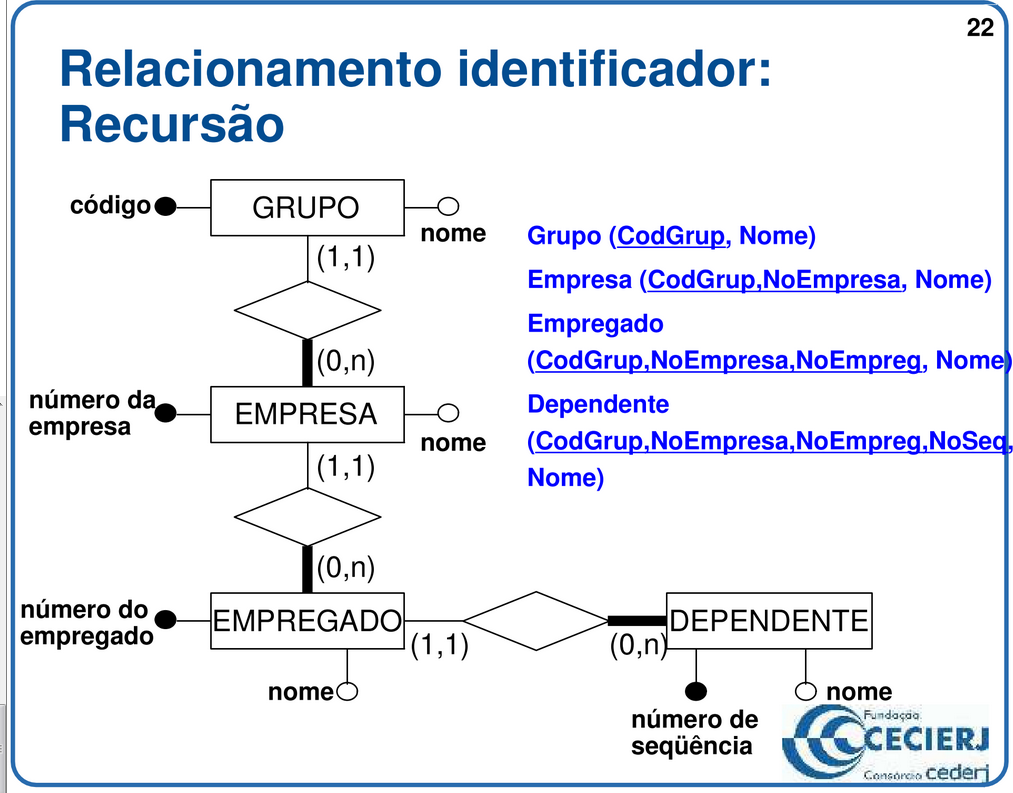 22
Relacionamento identificador:
Recursão
código
GRUPO
nome
(1,1)
(0,n)
número da
empresa
EMPRESA
nome
(1,1)
(0,n)
número do
empregado
EMPREGADO
(1,1)
(0,n)
DEPENDENTE
nome
número de
seqüência
nome
Grupo (CodGrup, Nome)
Empresa (CodGrup,NoEmpresa, Nome)
Empregado
(CodGrup,NoEmpresa,NoEmpreg, Nome)
Dependente
(CodGrup,NoEmpresa,NoEmpreg,NoSeq,
Nome)
Fundação
CECIERJ
Consórcio cederj